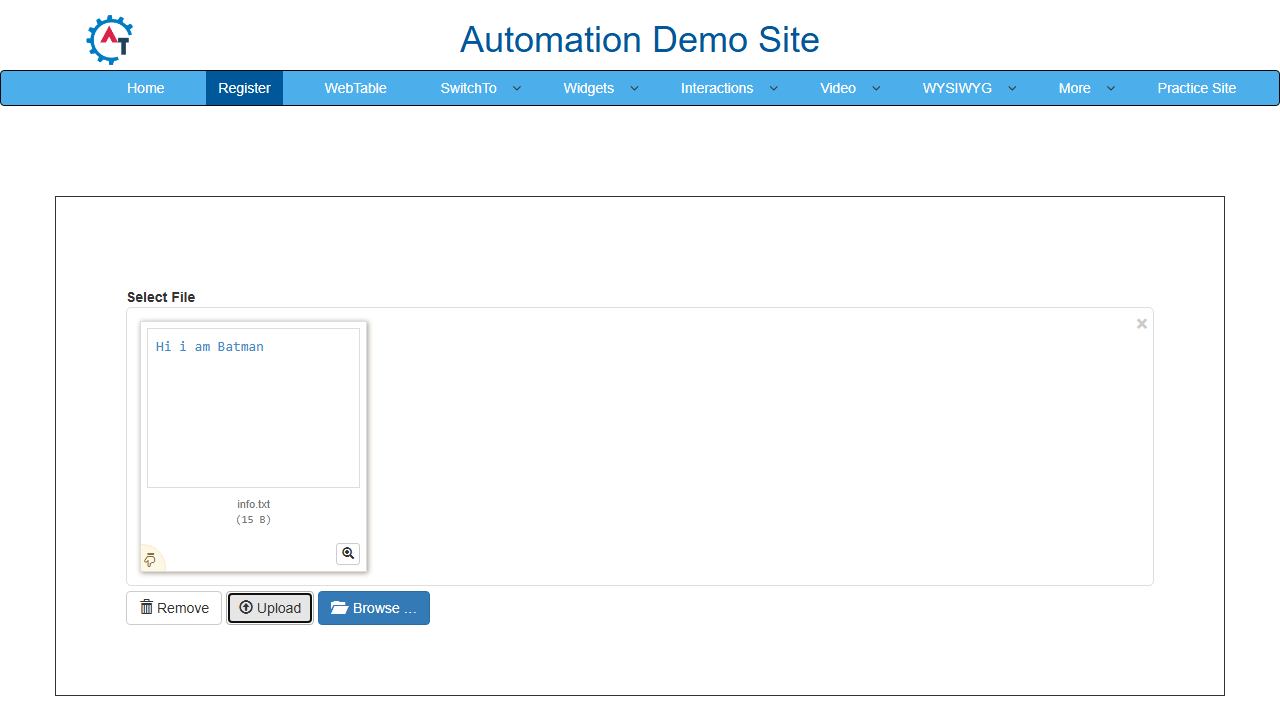 AT
Automation Demo Site
Home Register WebTable SwitchTo Widgets Interactions Video WYSIWYG More Practice Site
Select File
×
Hi i am Batman
info.txt
(15 B)
Remove Upload Browse …